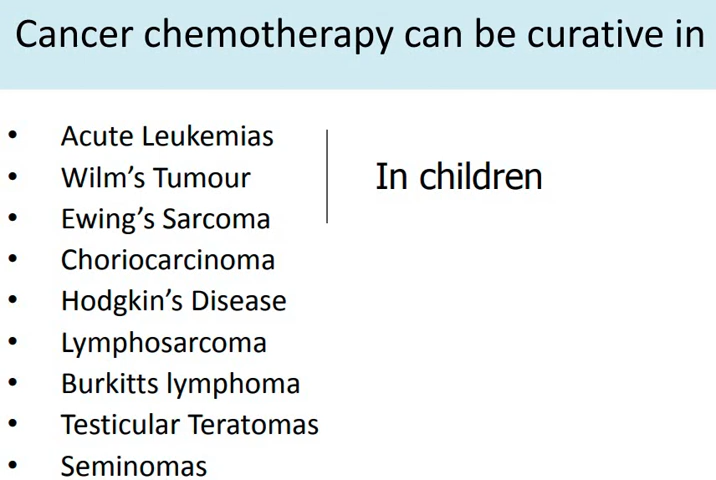 Cancer chemotherapy can be curative in
• Acute Leukemias
• Wilm’s Tumour
In children
• Ewing’s Sarcoma
• Choriocarcinoma
• Hodgkin’s Disease
• Lymphosarcoma
• Burkitts lymphoma
• Testicular Teratomas
• Seminomas